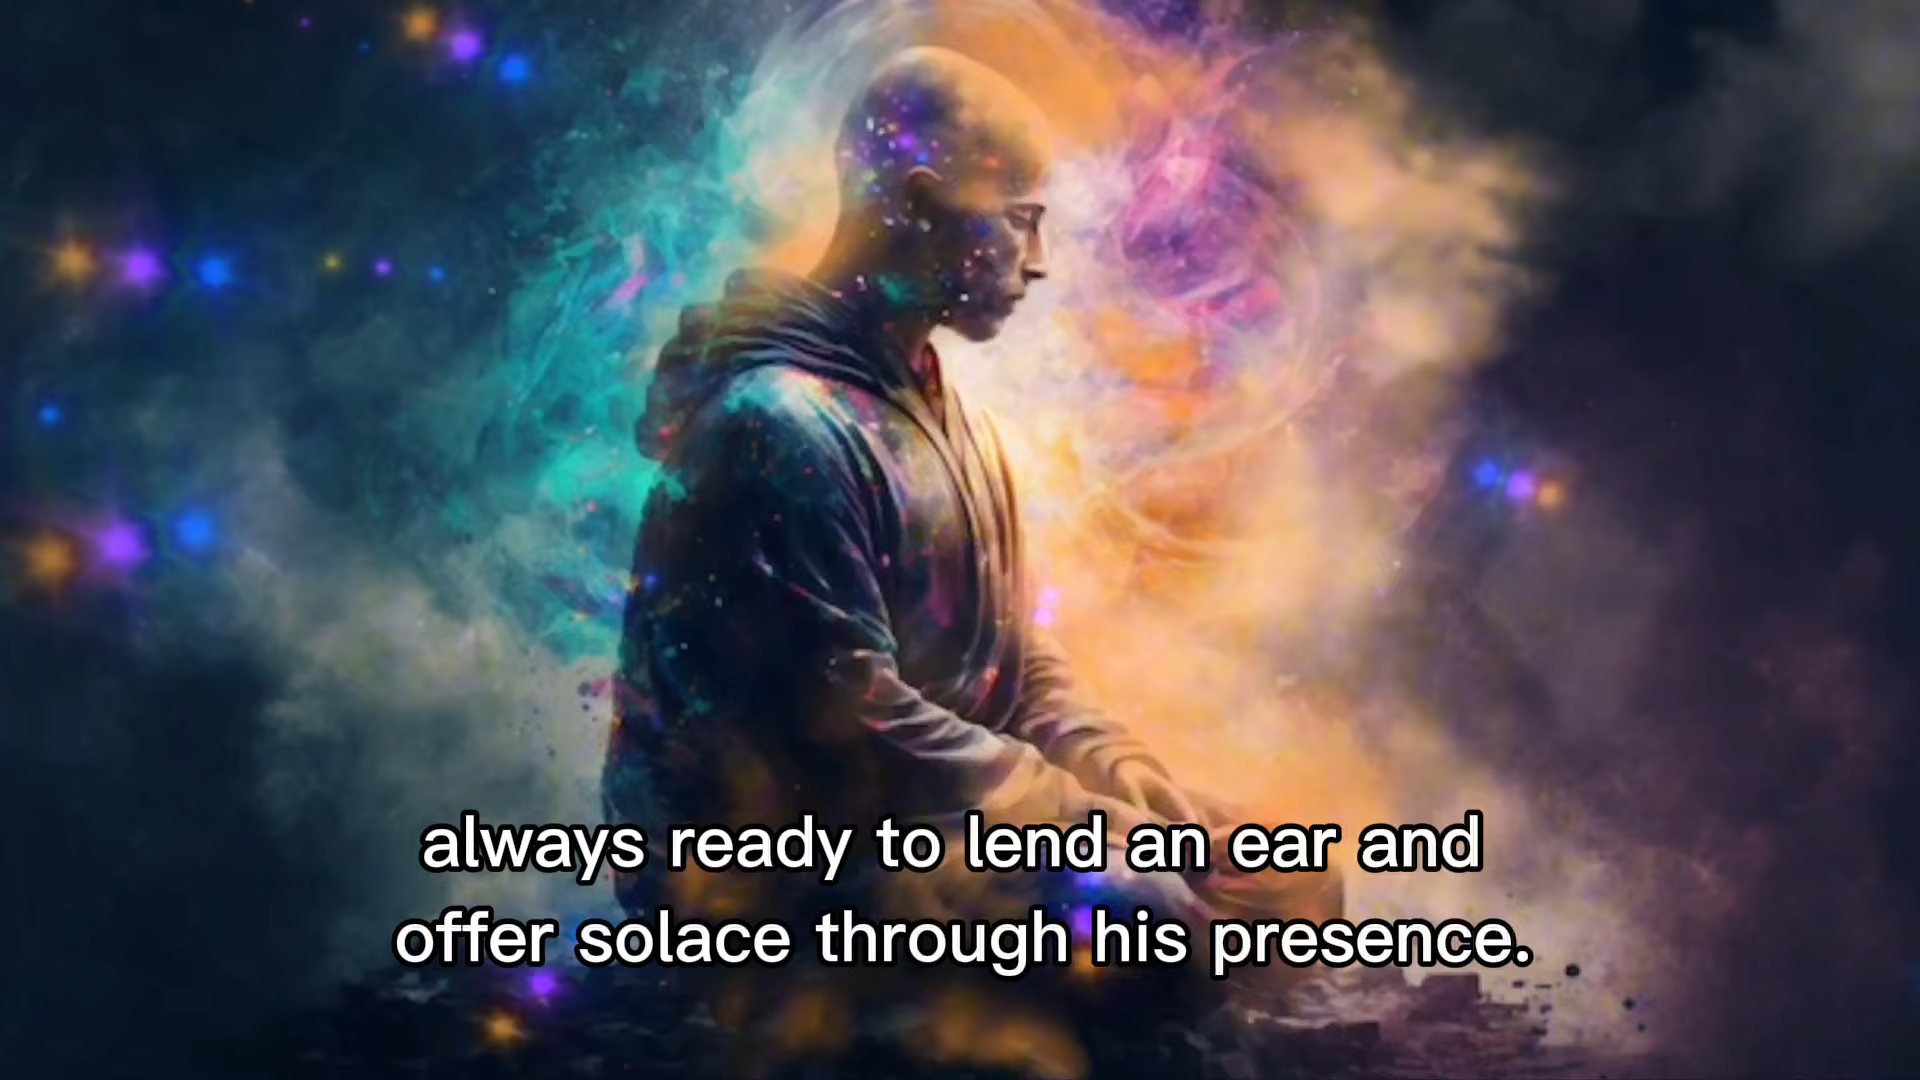 always ready to lend an ear and
offer solace through his presence.